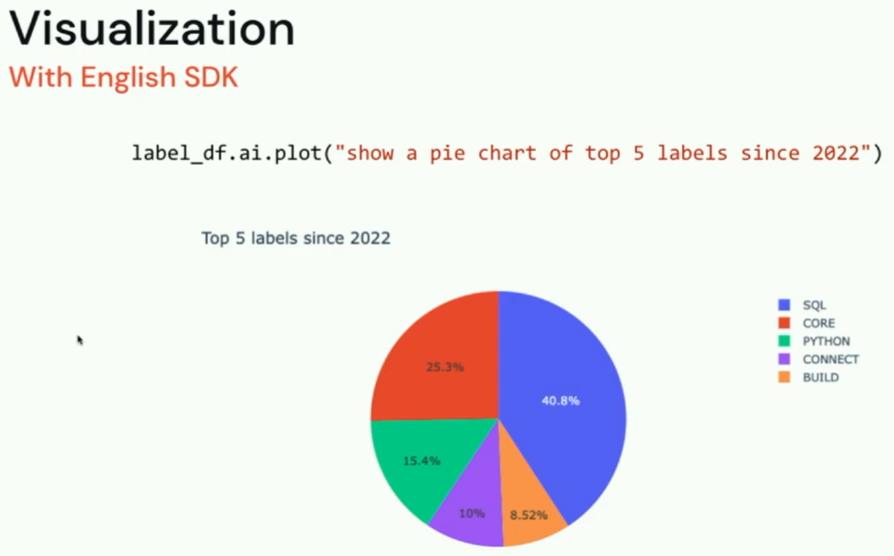 Visualization
With English SDK
label_df.ai.plot("show a pie chart of top 5 labels since 2022")
Top 5 labels since 2022
SQL
CORE
PYTHON
CONNECT
BUILD
25.3%
40.8%
15.4%
10%
8.52%